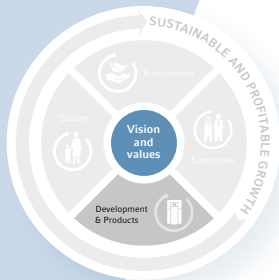 SUSTAINABLE AND PROFITABLE GROWTH
Environment
Society
Vision
and
values
Employees
Development
& Products